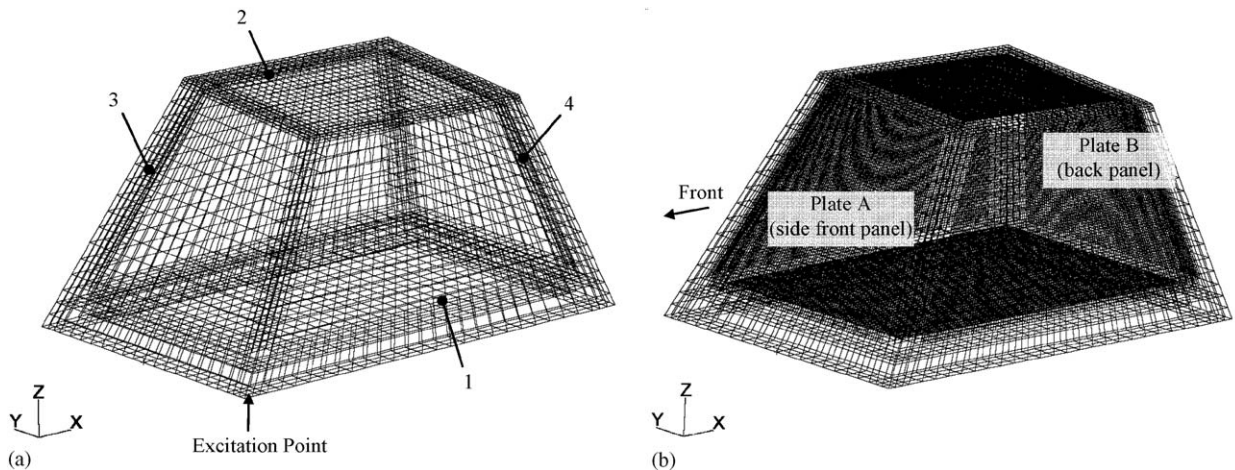 2
3
4
1
Z
Y X
Excitation Point
(a)
Plate B
(back panel)
Front
Plate A
(side front panel)
Z
Y X
(b)